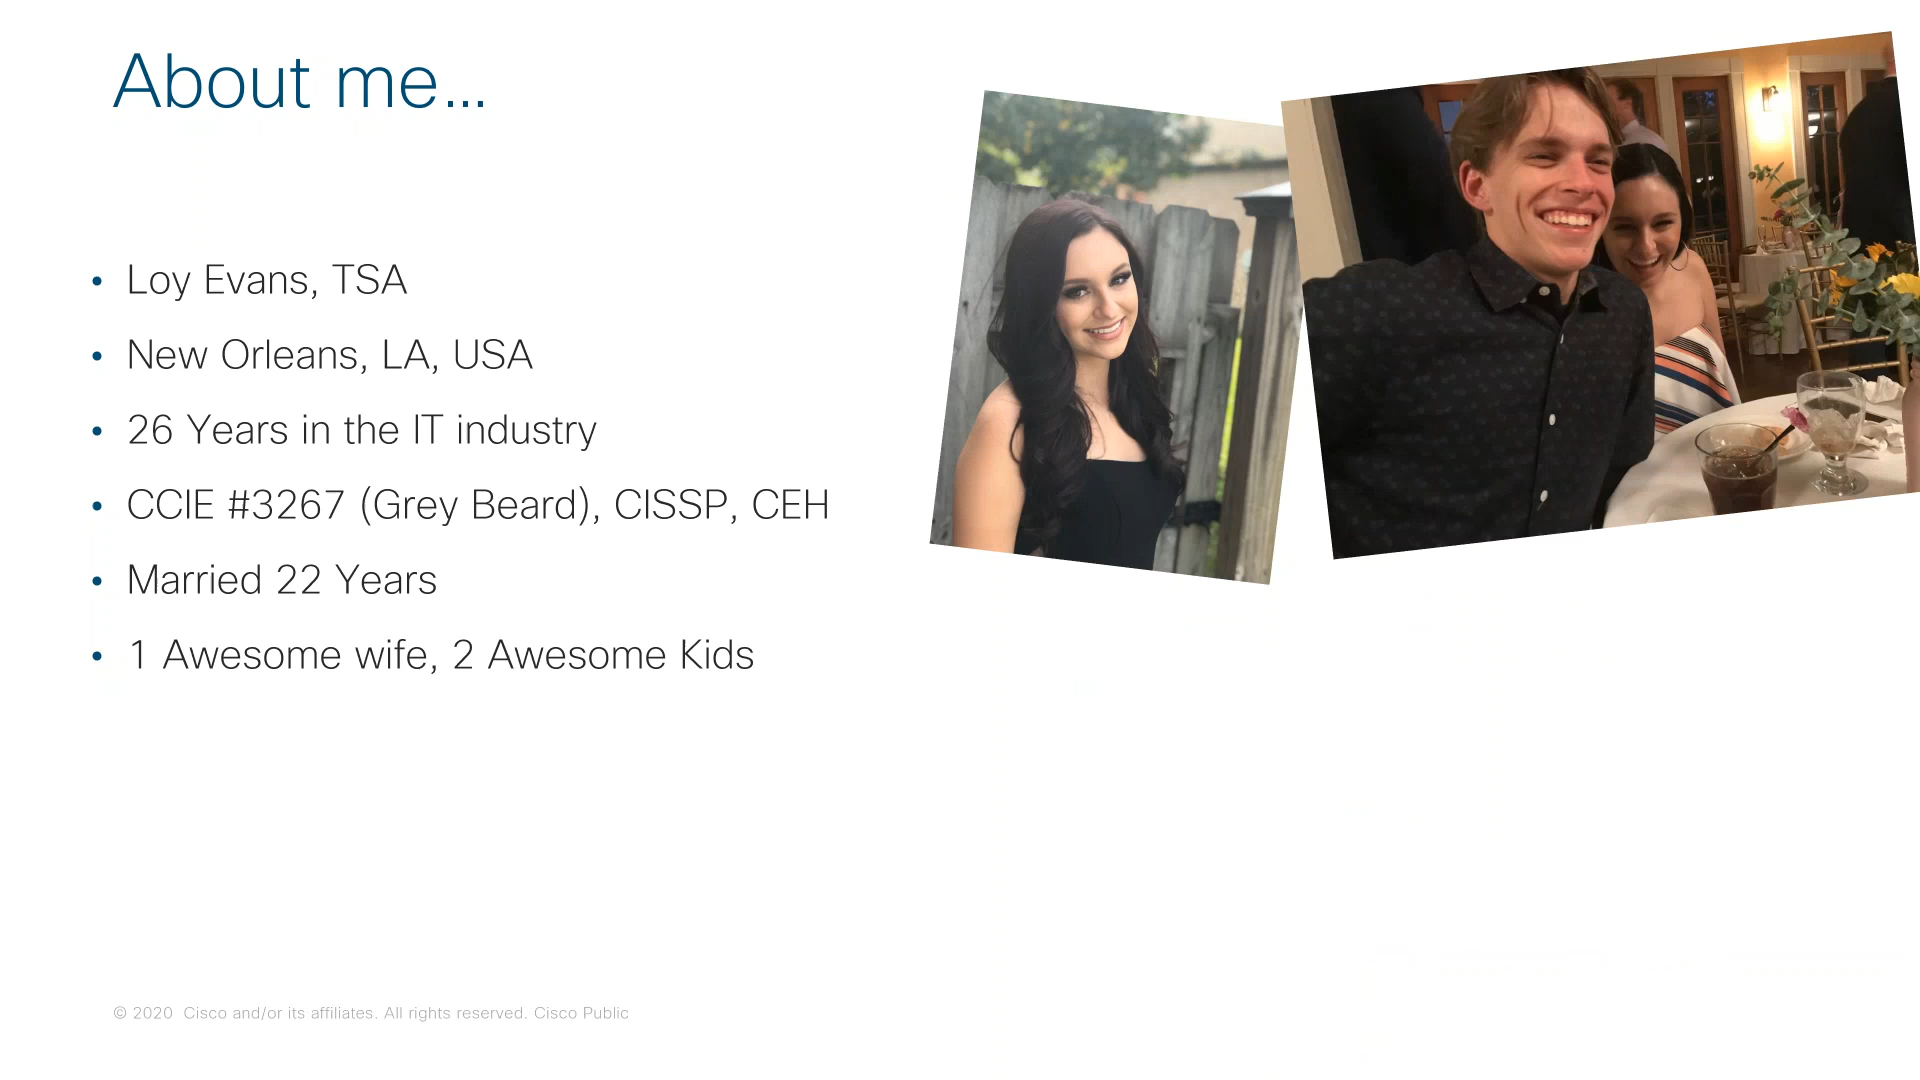 About me...
• Loy Evans, TSA
• New Orleans, LA, USA
• 26 Years in the IT industry
• CCIE #3267 (Grey Beard), CISSP, CEH
• Married 22 Years
• 1 Awesome wife, 2 Awesome Kids
© 2020 Cisco and/or its affiliates. All rights reserved. Cisco Public